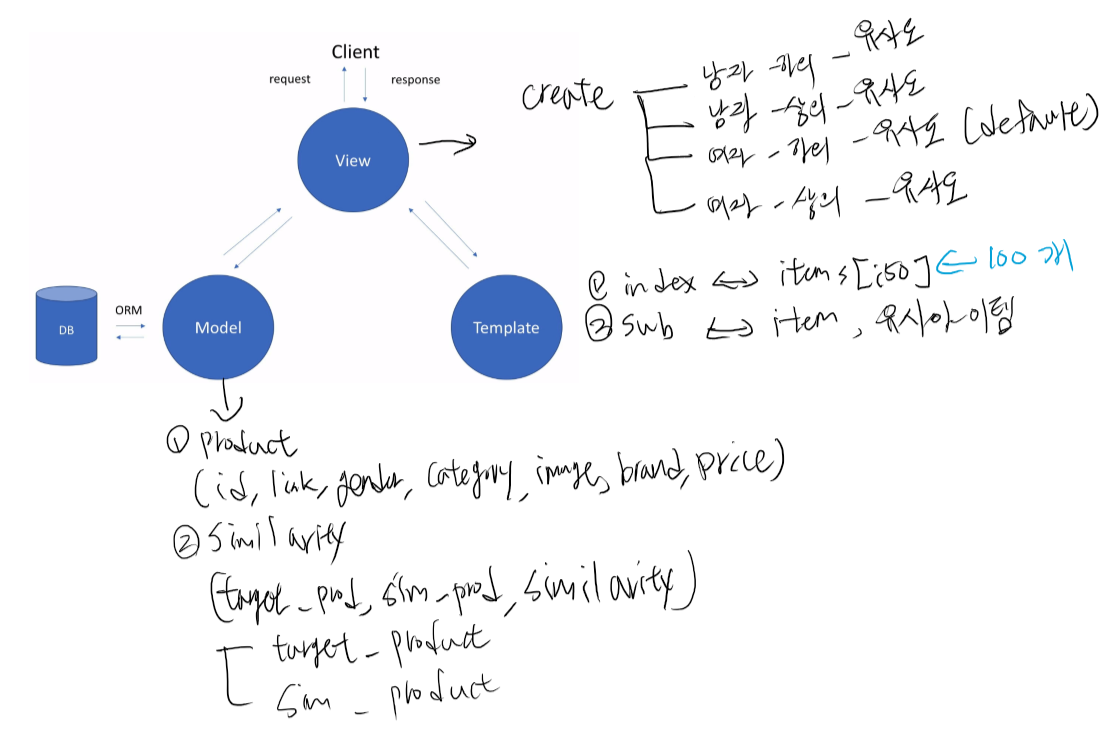 Client
request
response
View
DB
ORM
Model
Template
create
남자 - 하의 - 유사도
남자 - 상의 - 유사도
여자 - 하의 - 유사도 (default)
여자 - 상의 - 유사도
① index ↔ items[:50] ← 100개
② sub ↔ item, 유사아이템
① product
(id, link, gender, category, image, brand, price)
② similarity
(target_prod, sim_prod, similarity)
target_product
sim_product